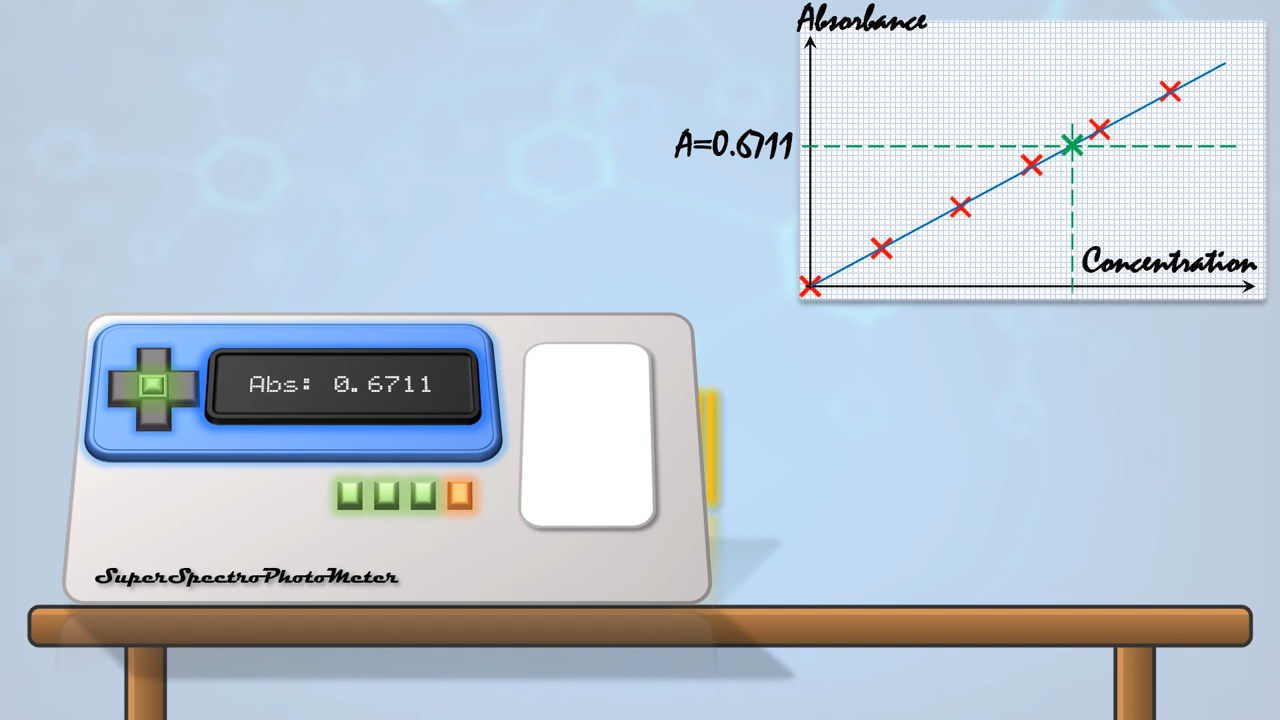 Absorbance
A=0.6711
Concentration
Abs: 0.6711
SuperSpectroPhotoMeter